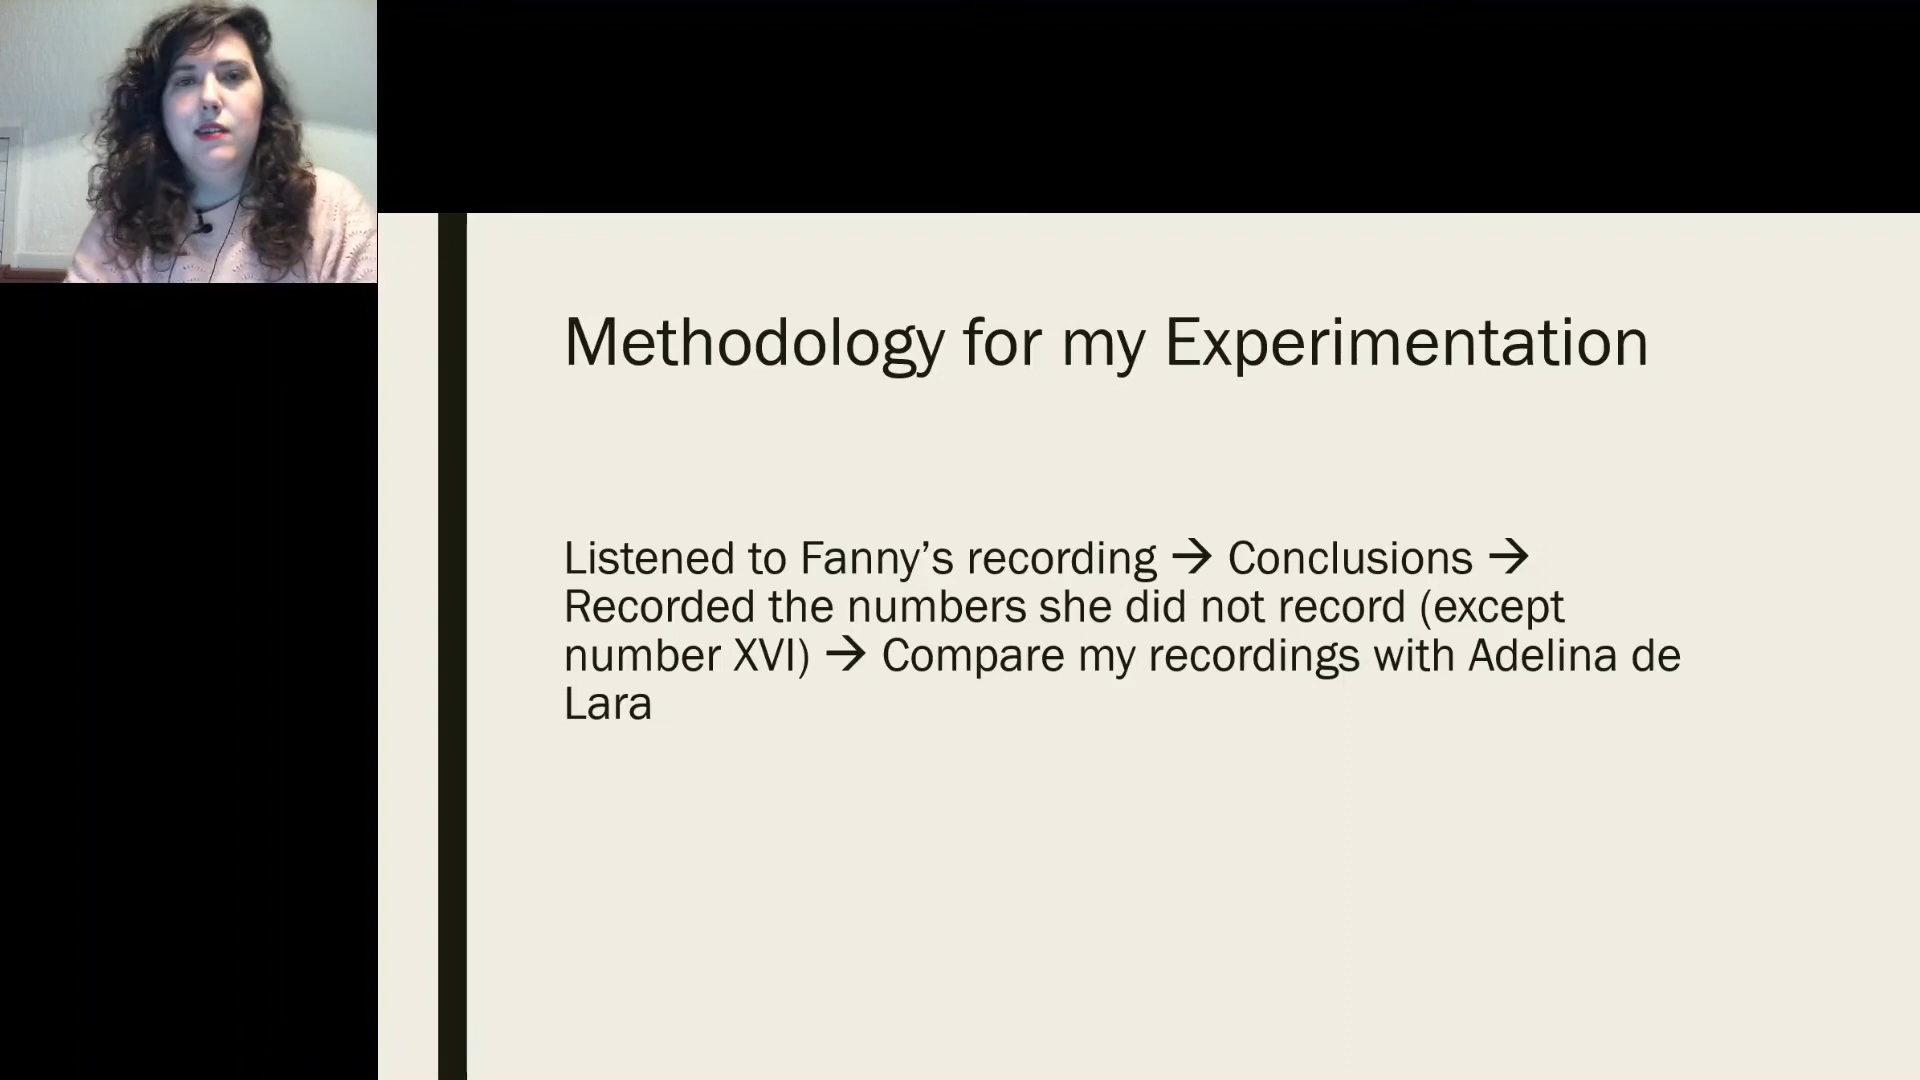 Methodology for my Experimentation
Listened to Fanny’s recording → Conclusions →
Recorded the numbers she did not record (except
number XVI) → Compare my recordings with Adelina de
Lara